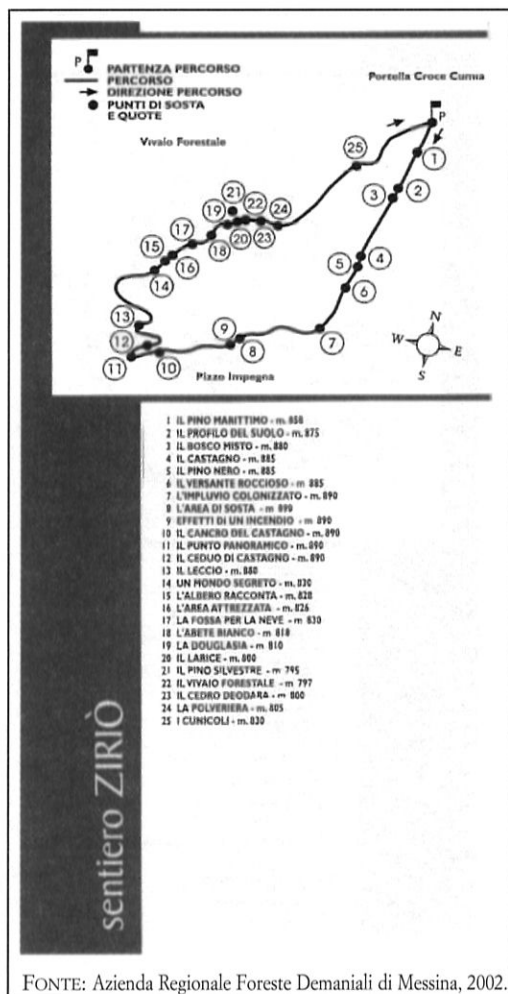 P
PARTENZA PERCORSO
PERCORSO
DIREZIONE PERCORSO
PUNTI DI SOSTA
E QUOTE
Portella Croce Cumia
Vivaio Forestale
P
1
2
3
4
5
6
7
8
9
10
11
12
13
14
15
16
17
18
19
20
21
22
23
24
25
N
W
E
S
Pizzo Impegna
1 IL PINO MARITTIMO - m. 858
2 IL PROFILO DEL SUOLO - m. 875
3 IL BOSCO MISTO - m. 880
4 IL CASTAGNO - m. 885
5 IL PINO NERO - m. 885
6 IL VERSANTE ROCCIOSO - m 885
7 L'IMPLUVIO COLONIZZATO - m. 890
8 L'AREA DI SOSTA - m 890
9 EFFETTI DI UN INCENDIO - m 890
10 IL CANCRO DEL CASTAGNO - m. 890
11 IL PUNTO PANORAMICO - m. 890
12 IL CEDUO DI CASTAGNO - m. 890
13 IL LECCIO - m. 880
14 UN MONDO SEGRETO - m. 830
15 L'ALBERO RACCONTA - m. 828
16 L'AREA ATTREZZATA - m. 826
17 LA FOSSA PER LA NEVE - m 830
18 L'ABETE BIANCO - m 818
19 LA DOUGLASIA - m 810
20 IL LARICE - m. 800
21 IL PINO SILVESTRE - m 795
22 IL VIVAIO FORESTALE - m 797
23 IL CEDRO DEODARA - m 800
24 LA POLVERIERA - m. 805
25 I CUNICOLI - m. 830
sentiero ZIRIÒ
FONTE: Azienda Regionale Foreste Demaniali di Messina, 2002.